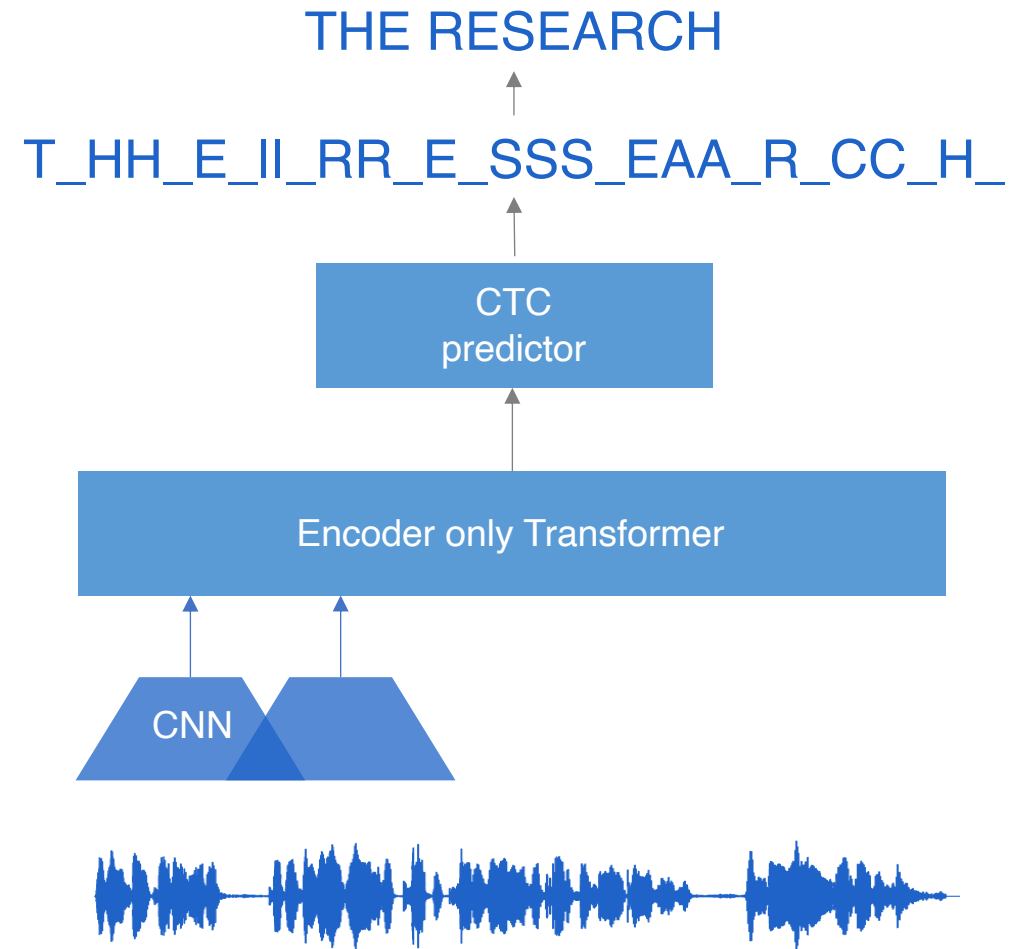 THE RESEARCH
T_HH_E_II_RR_E_SSS_EAA_R_CC_H_
CTC
predictor
Encoder only Transformer
CNN